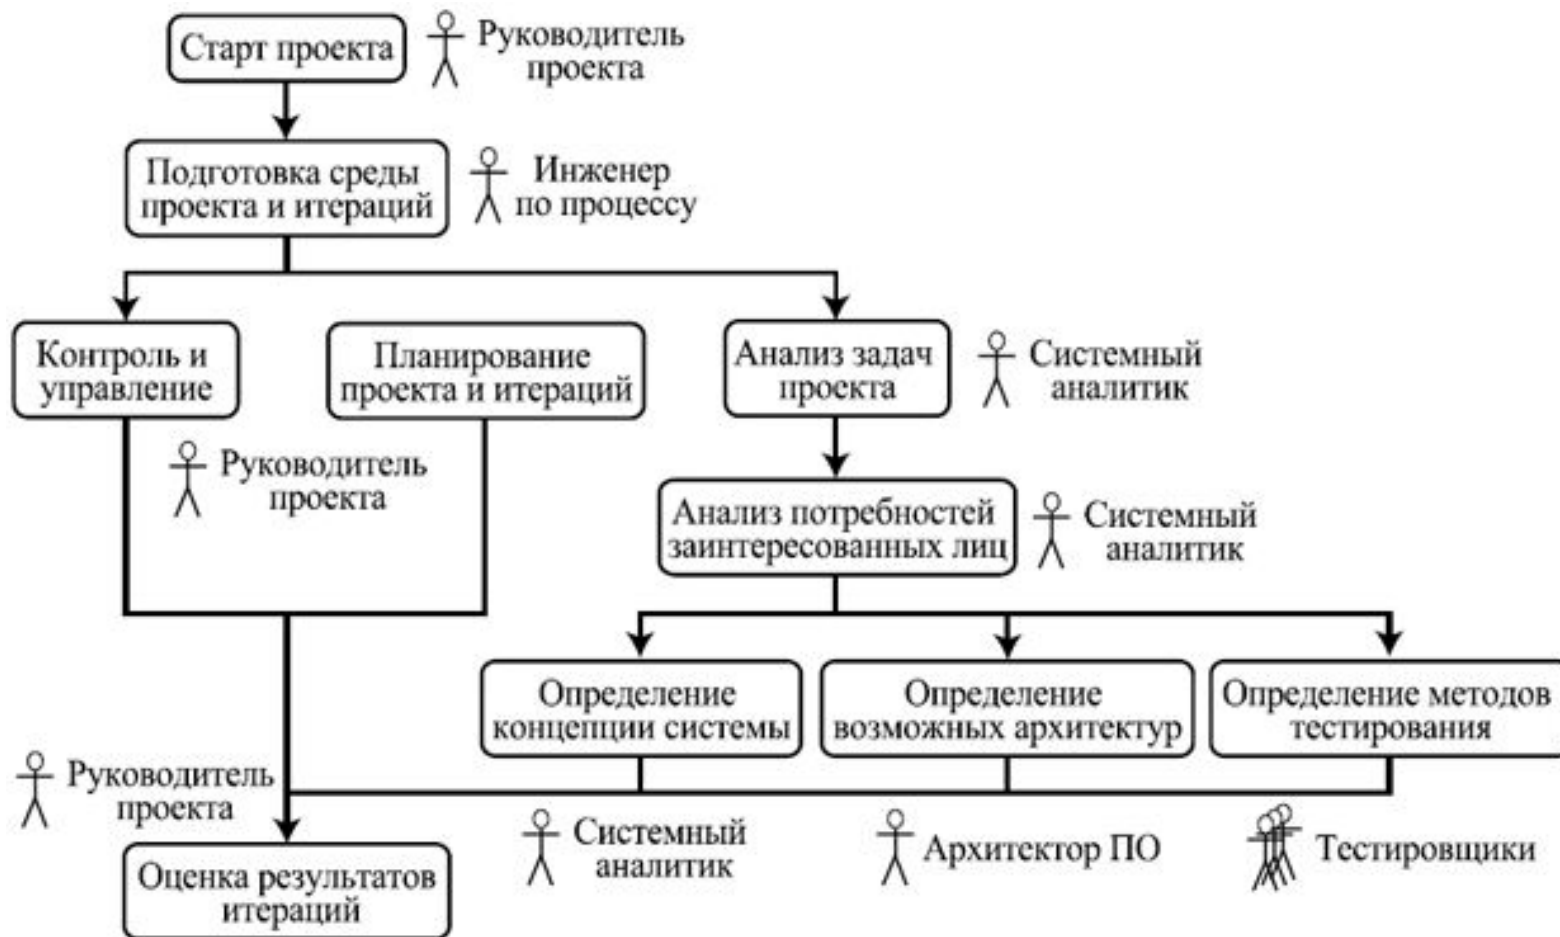 Старт проекта
Руководитель
проекта
Подготовка среды
проекта и итераций
Инженер
по процессу
Контроль и
управление
Планирование
проекта и итераций
Анализ задач
проекта
Системный
аналитик
Руководитель
проекта
Анализ потребностей
заинтересованных лиц
Системный
аналитик
Определение
концепции системы
Определение
возможных архитектур
Определение методов
тестирования
Руководитель
проекта
Системный
аналитик
Архитектор ПО
Тестировщики
Оценка результатов
итераций